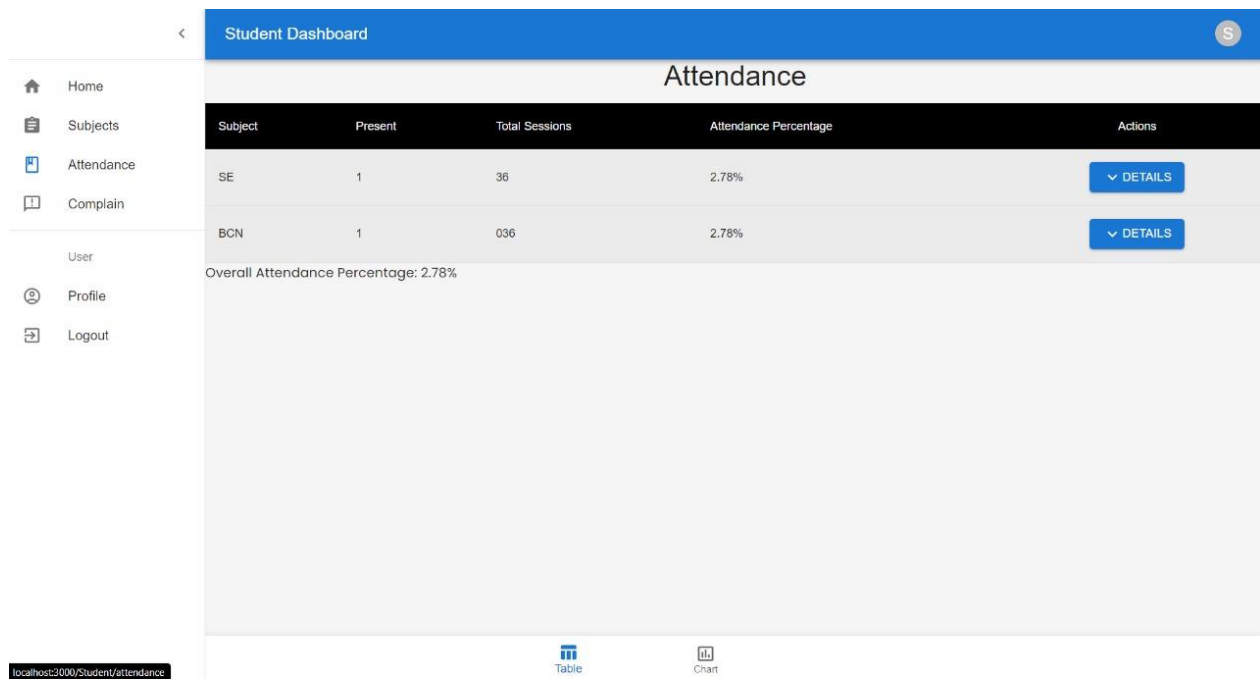 Student Dashboard
S
Home
Subjects
Attendance
Complain
User
Profile
Logout
Attendance
Subject Present Total Sessions Attendance Percentage Actions
SE 1 36 2.78% DETAILS
BCN 1 036 2.78% DETAILS
Overall Attendance Percentage: 2.78%
Table
Chart
localhost:3000/Student/attendance